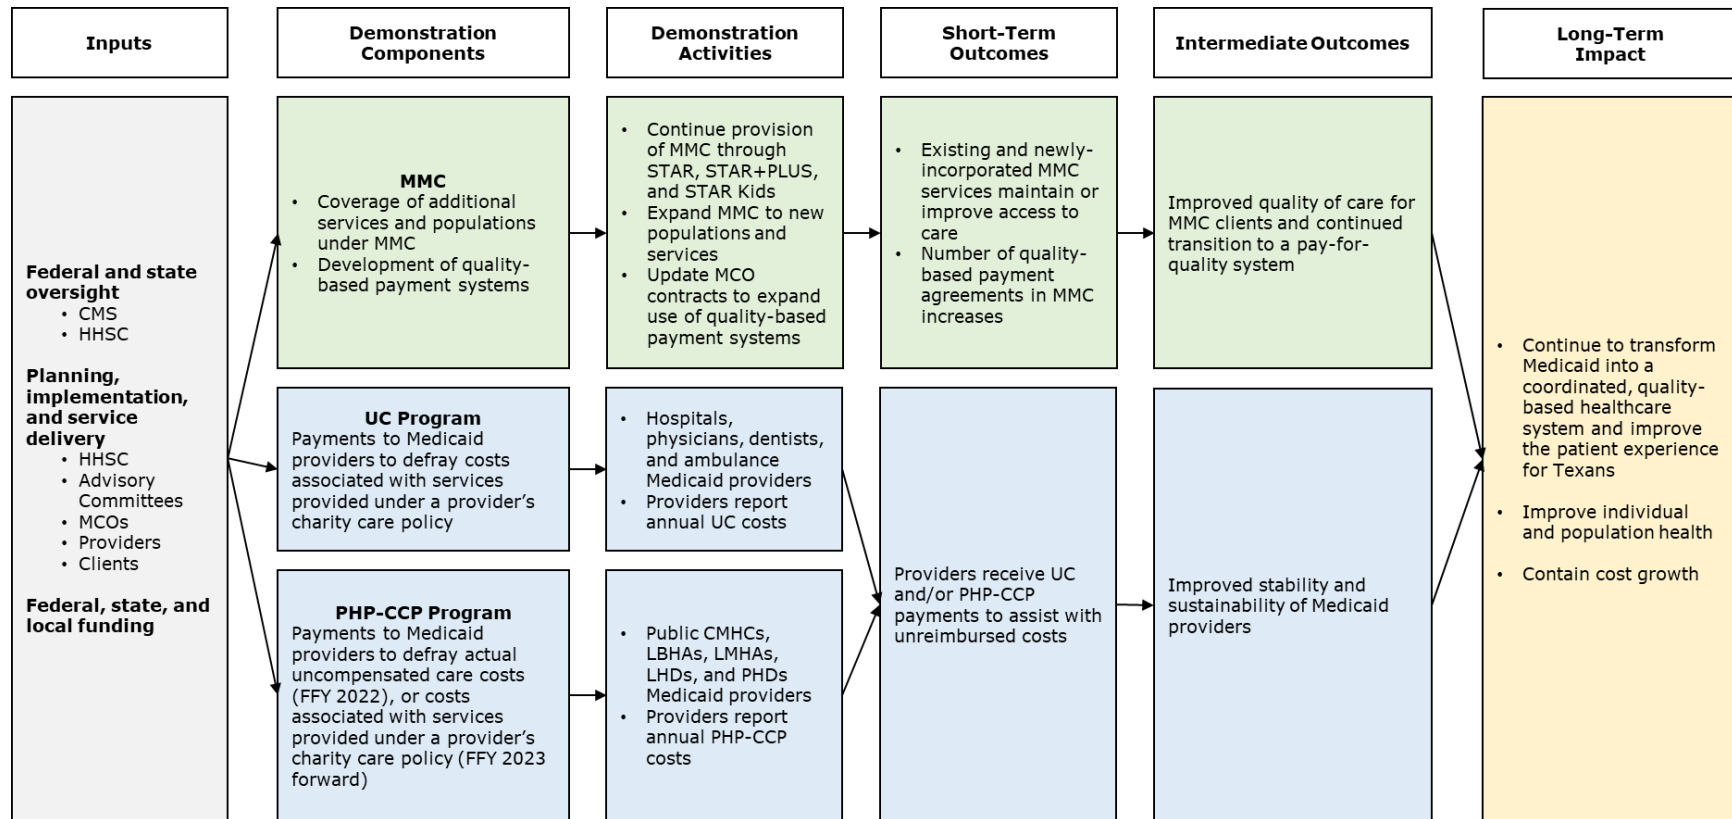 Inputs
Demonstration
Components
Demonstration
Activities
Short-Term
Outcomes
Intermediate Outcomes
Long-Term
Impact
Federal and state
oversight
• CMS
• HHSC
Planning,
implementation,
and service
delivery
• HHSC
• Advisory
Committees
• MCOs
• Providers
• Clients
Federal, state, and
local funding
MMC
• Coverage of additional
services and populations
under MMC
• Development of quality-
based payment systems
• Continue provision
of MMC through
STAR, STAR+PLUS,
and STAR Kids
• Expand MMC to new
populations and
services
• Update MCO
contracts to expand
use of quality-based
payment systems
• Existing and newly-
incorporated MMC
services maintain or
improve access to
care
• Number of quality-
based payment
agreements in MMC
increases
Improved quality of care for
MMC clients and continued
transition to a pay-for-
quality system
UC Program
Payments to Medicaid
providers to defray costs
associated with services
provided under a provider's
charity care policy
• Hospitals,
physicians, dentists,
and ambulance
Medicaid providers
• Providers report
annual UC costs
PHP-CCP Program
Payments to Medicaid
providers to defray actual
uncompensated care costs
(FFY 2022), or costs
associated with services
provided under a provider's
charity care policy (FFY 2023
forward)
• Public CMHCs,
LBHAs, LMHAs,
LHDs, and PHDs
Medicaid providers
• Providers report
annual PHP-CCP
costs
Providers receive UC
and/or PHP-CCP
payments to assist with
unreimbursed costs
Improved stability and
sustainability of Medicaid
providers
• Continue to transform
Medicaid into a
coordinated, quality-
based healthcare
system and improve
the patient experience
for Texans
• Improve individual
and population health
• Contain cost growth